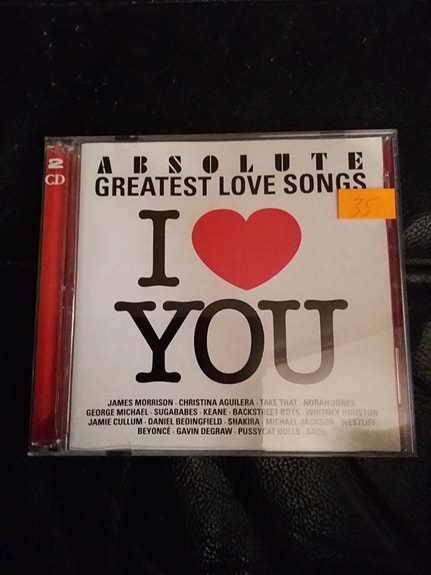 2
CD
ABSOLUTE
GREATEST LOVE SONGS
35
I ♥
YOU
JAMES MORRISON · CHRISTINA AGUILERA · TAKE THAT · NORAH JONES
GEORGE MICHAEL · SUGABABES · KEANE · BACKSTREET BOYS · WHITNEY HOUSTON
JAMIE CULLUM · DANIEL BEDINGFIELD · SHAKIRA · MICHAEL JACKSON · WESTLIFE
BEYONCÉ · GAVIN DEGRAW · PUSSYCAT DOLLS · SADE